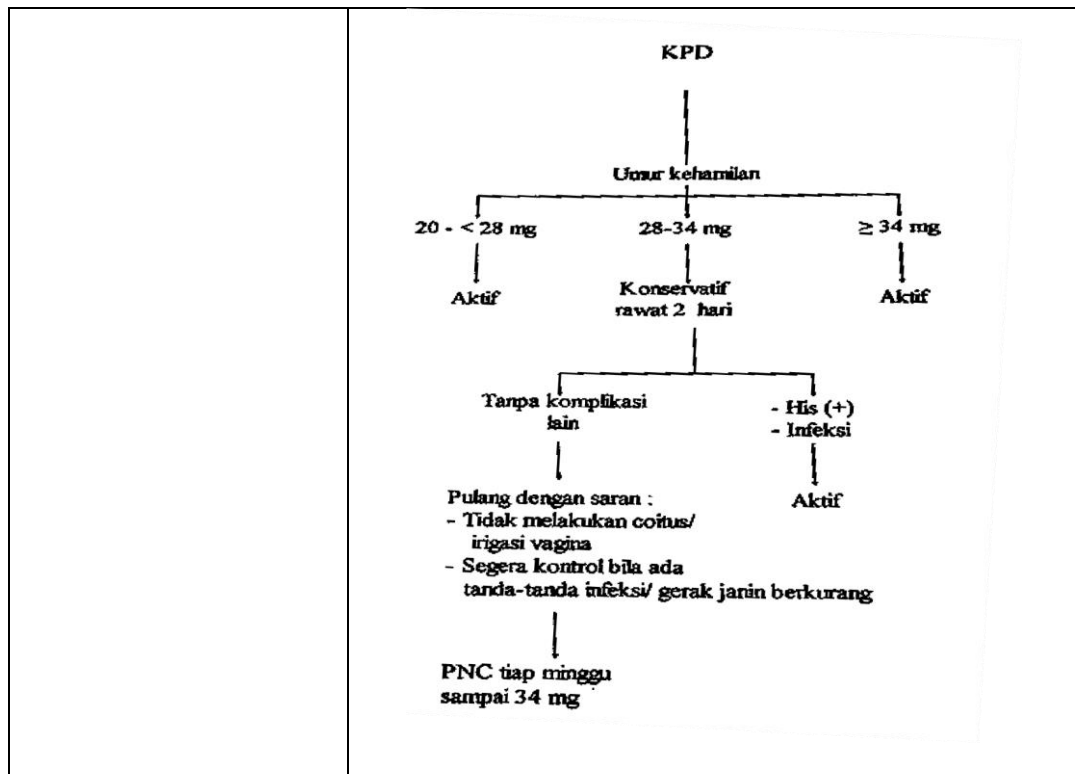 KPD
Umur kehamilan
20 - < 28 mg
28-34 mg
≥ 34 mg
Aktif
Konservatif
rawat 2 hari
Aktif
Tanpa komplikasi
lain
- His (+)
- Infeksi
Aktif
Pulang dengan saran :
- Tidak melakukan coitus/
irigasi vagina
- Segera kontrol bila ada
tanda-tanda infeksi/ gerak janin berkurang
PNC tiap minggu
sampai 34 mg